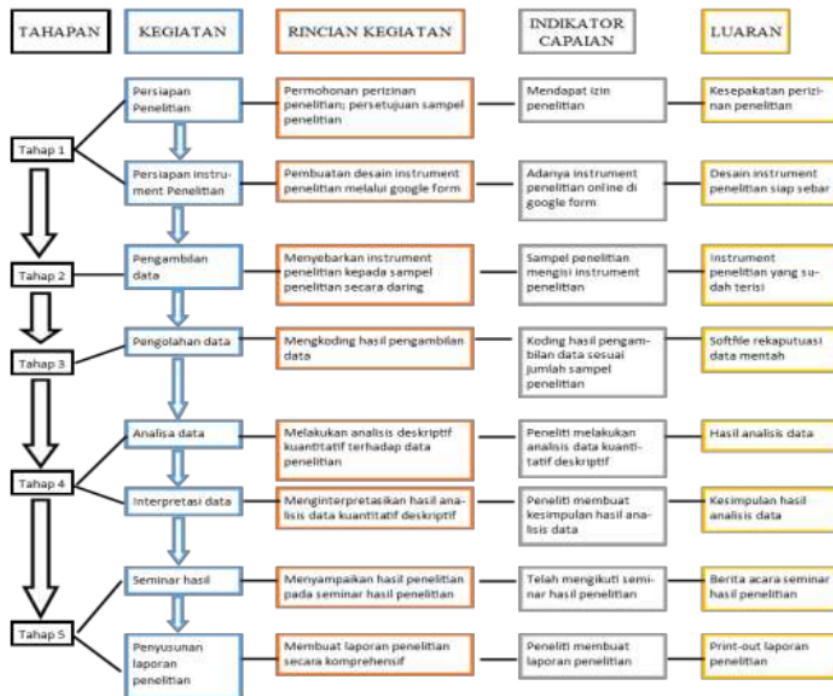 TAHAPAN
KEGIATAN
RINCIAN KEGIATAN
INDIKATOR
CAPAIAN
LUARAN
Tahap 1
Persiapan
Penelitian
Permohonan perizinan
penelitian; persetujuan sampel
penelitian
Mendapat izin
penelitian
Kesepakatan perizi-
nan penelitian
Persiapan instru-
ment Penelitian
Pembuatan desain instrument
penelitian melalui google form
Adanya instrument
penelitian online di
google form
Desain instrument
penelitian siap sebar
Tahap 2
Pengambilan
data
Menyebarkan instrument
penelitian kepada sampel
penelitian secara daring
Sampel penelitian
mengisi instrument
penelitian
Instrument
penelitian yang su-
dah terisi
Tahap 3
Pengolahan data
Mengkoding hasil pengambilan
data
Koding hasil pengam-
bilan data sesuai
jumlah sampel
penelitian
Softfile rekaputuasi
data mentah
Tahap 4
Analisa data
Melakukan analisis deskriptif
kuantitatif terhadap data
penelitian
Peneliti melakukan
analisis data kuanti-
tatif deskriptif
Hasil analisis data
Interpretasi data
Menginterpretasikan hasil ana-
lisis data kuantitatif deskriptif
Peneliti membuat
kesimpulan hasil ana-
lisis data
Kesimpulan hasil
analisis data
Tahap 5
Seminar hasil
Menyampaikan hasil penelitian
pada seminar hasil penelitian
Telah mengikuti semi-
nar hasil penelitian
Berita acara seminar
hasil penelitian
Penyusunan
laporan
penelitian
Membuat laporan penelitian
secara komprehensif
Peneliti membuat
laporan penelitian
Print-out laporan
penelitian